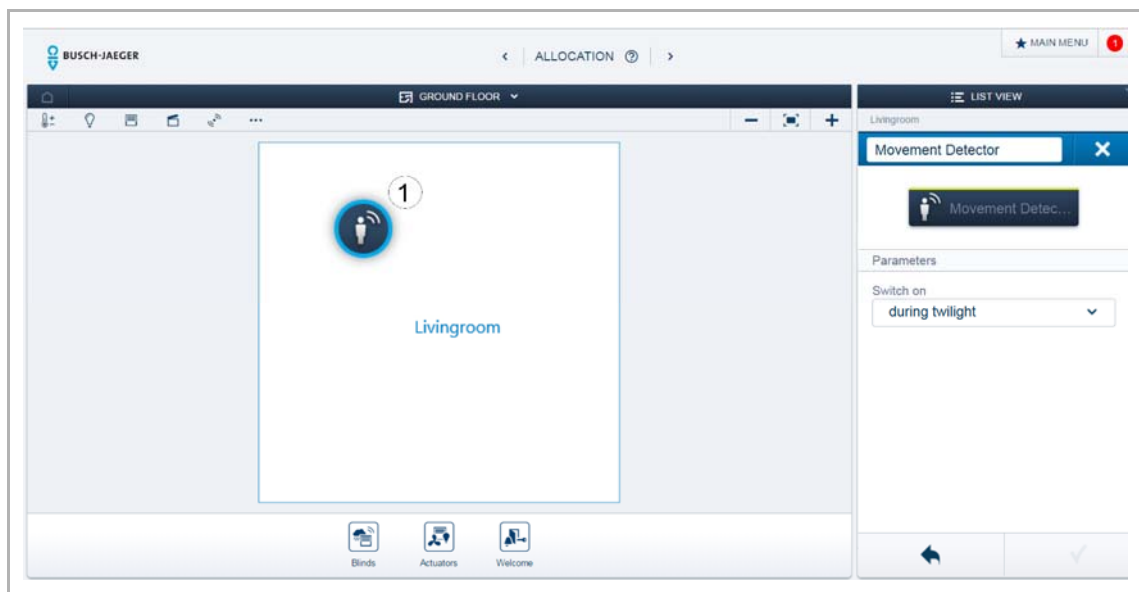 BUSCH-JAEGER
ALLOCATION
MAIN MENU
1
GROUND FLOOR
LIST VIEW
Livingroom
Movement Detector
1
Movement Detec...
Parameters
Switch on
during twilight
Livingroom
Blinds
Actuators
Welcome